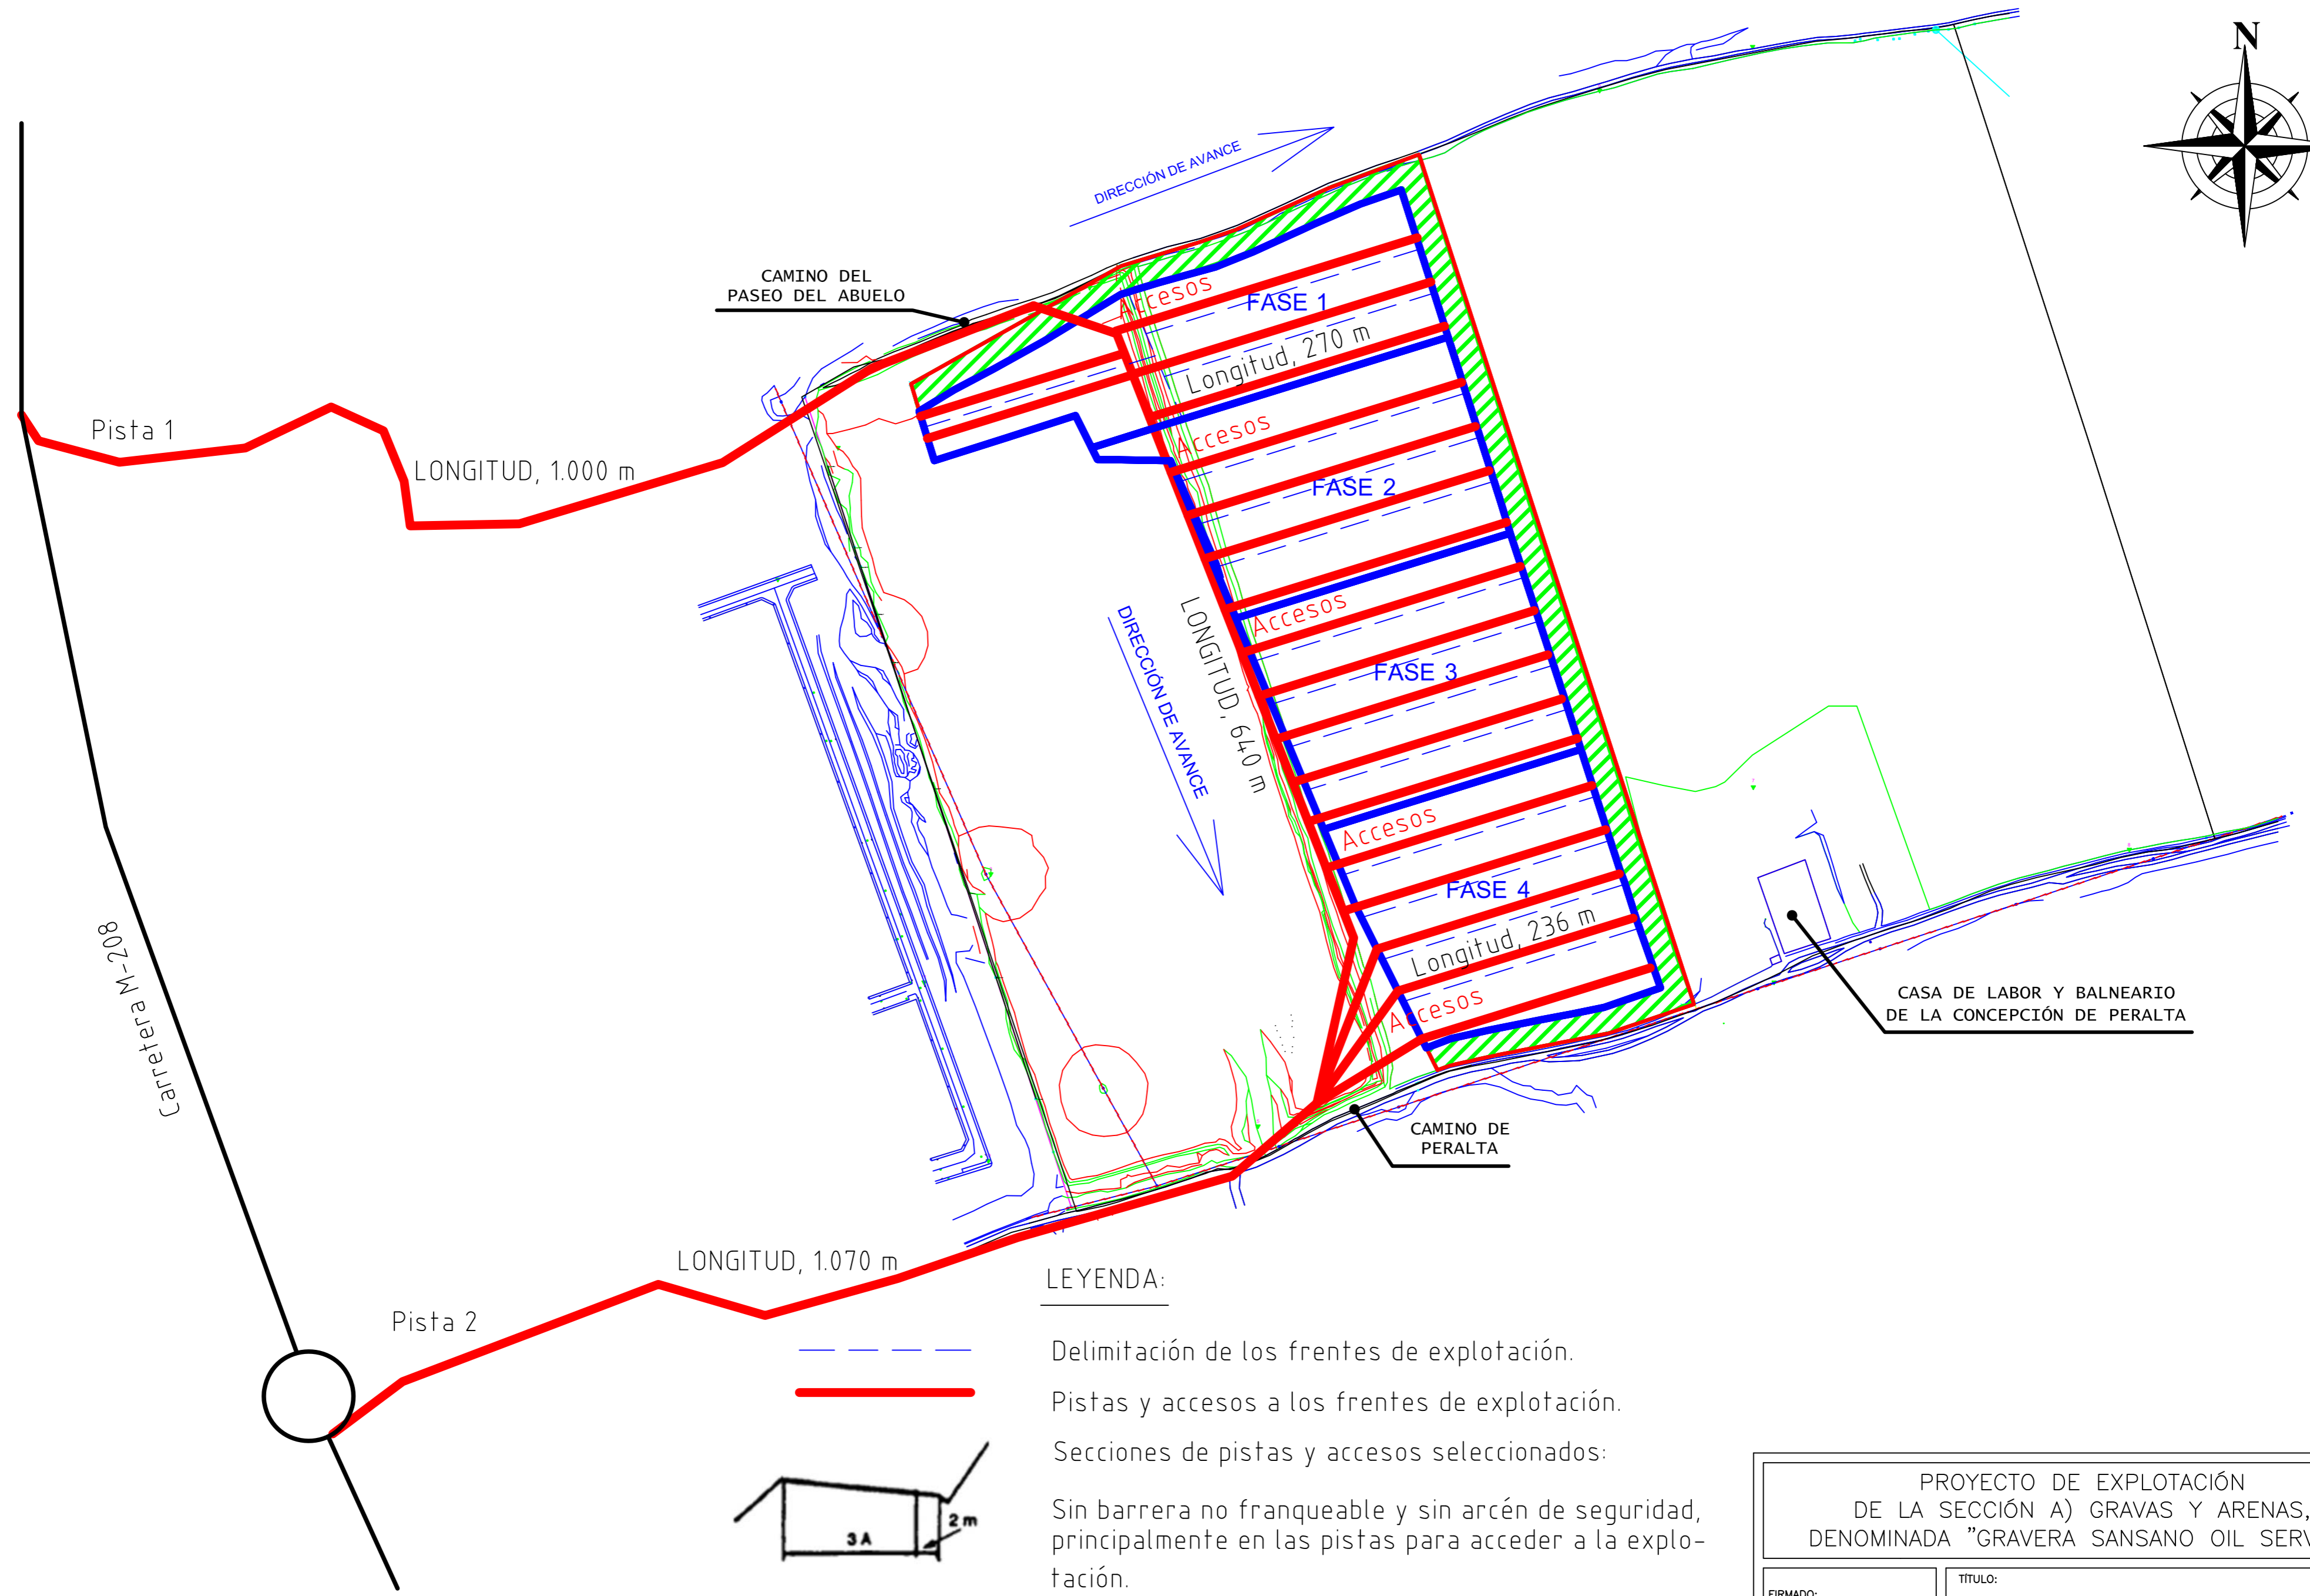 N
DIRECCIÓN DE AVANCE
CAMINO DEL
PASEO DEL ABUELO
Accesos
FASE 1
Longitud, 270 m
Pista 1
LONGITUD, 1.000 m
Accesos
FASE 2
Accesos
DIRECCIÓN DE AVANCE
LONGITUD, 640 m
FASE 3
Accesos
FASE 4
Longitud, 236 m
Accesos
Carretera M-208
CASA DE LABOR Y BALNEARIO
DE LA CONCEPCIÓN DE PERALTA
CAMINO DE
PERALTA
LONGITUD, 1.070 m
Pista 2
LEYENDA:
Delimitación de los frentes de explotación.
Pistas y accesos a los frentes de explotación.
Secciones de pistas y accesos seleccionados:
2 m
3 A
Sin barrera no franqueable y sin arcén de seguridad,
principalmente en las pistas para acceder a la explo-
tación.
PROYECTO DE EXPLOTACIÓN
DE LA SECCIÓN A) GRAVAS Y ARENAS,
DENOMINADA "GRAVERA SANSANO OIL SERV
TÍTULO:
FIRMADO: